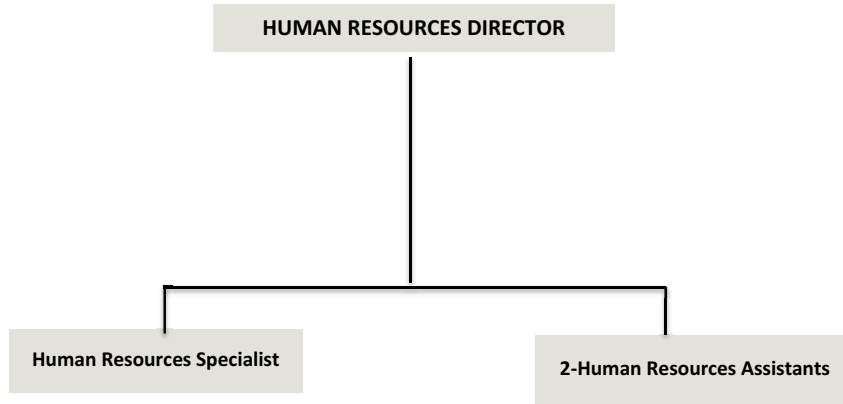 HUMAN RESOURCES DIRECTOR
Human Resources Specialist
2-Human Resources Assistants